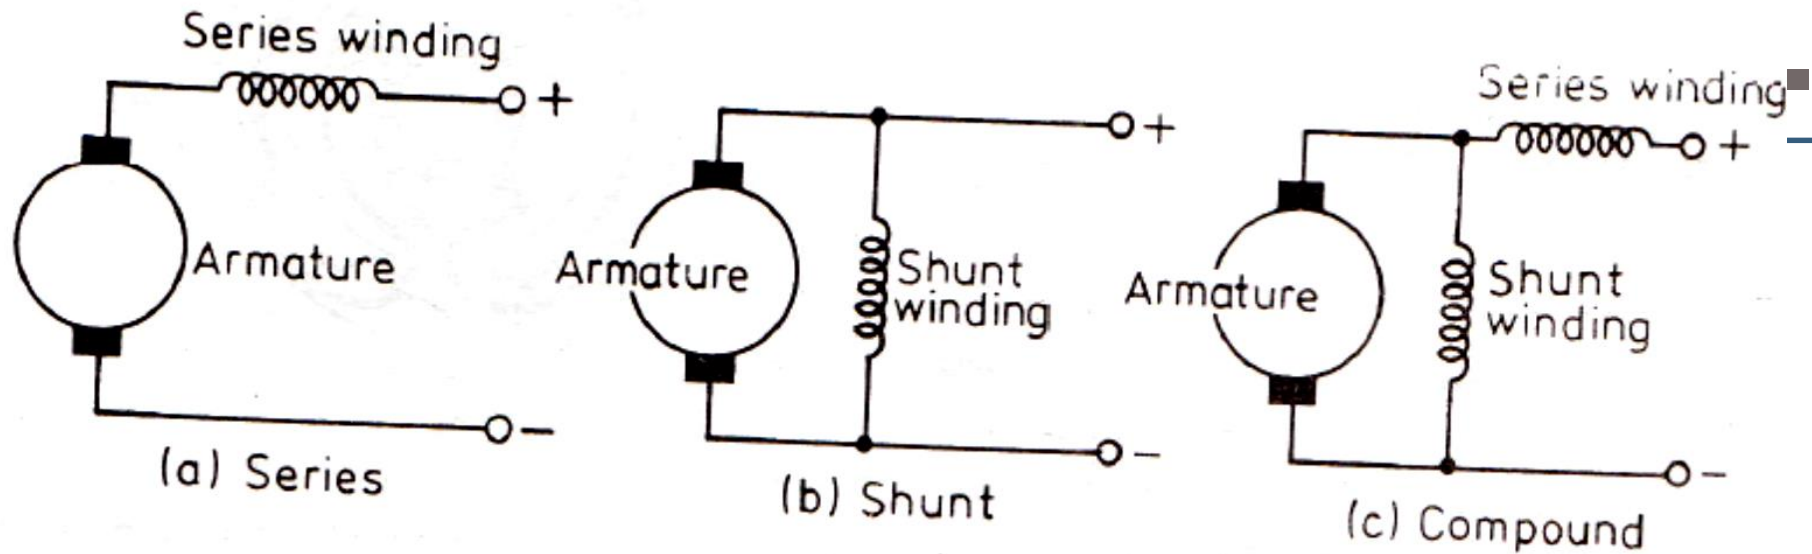 Series winding
+
Armature
−
(a) Series
+
Armature
Shunt
winding
−
(b) Shunt
Series winding
+
Armature
Shunt
winding
−
(c) Compound